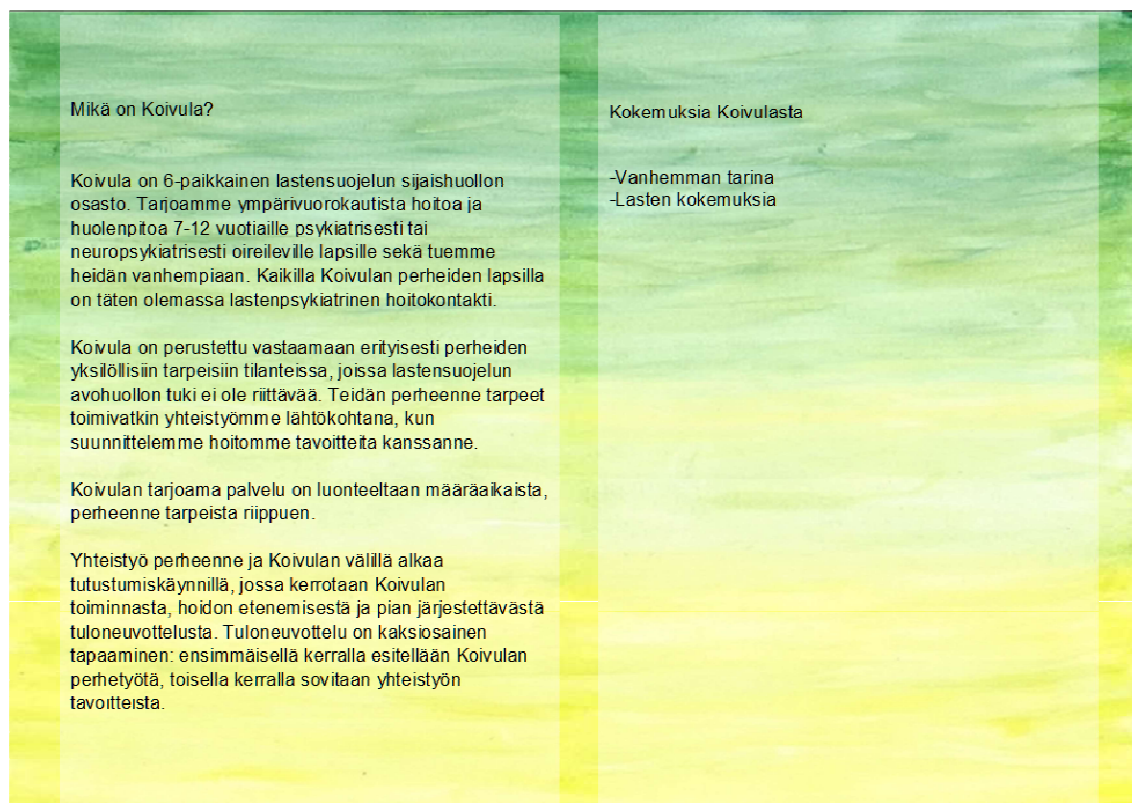 Mikä on Koivula?
Koivula on 6-paikkainen lastensuojelun sijaishuollon
osasto. Tarjoamme ympärivuorokautista hoitoa ja
huolenpitoa 7-12 vuotiaille psykiatrisesti tai
neuropsykiatrisesti oireileville lapsille sekä tuemme
heidän vanhempiaan. Kaikilla Koivulan perheiden lapsilla
on täten olemassa lastenpsykiatrinen hoitokontakti.
Koivula on perustettu vastaamaan erityisesti perheiden
yksilöllisiin tarpeisiin tilanteissa, joissa lastensuojelun
avohuollon tuki ei ole riittävää. Teidän perheenne tarpeet
toimivatkin yhteistyömme lähtökohtana, kun
suunnittelemme hoitomme tavoitteita kanssanne.
Koivulan tarjoama palvelu on luonteeltaan määräaikaista,
perheenne tarpeista riippuen.
Yhteistyö perheenne ja Koivulan välillä alkaa
tutustumiskäynnillä, jossa kerrotaan Koivulan
toiminnasta, hoidon etenemisestä ja pian järjestettävästä
tuloneuvottelusta. Tuloneuvottelu on kaksiosainen
tapaaminen: ensimmäisellä kerralla esitellään Koivulan
perhetyötä, toisella kerralla sovitaan yhteistyön
tavoitteista.
Kokemuksia Koivulasta
-Vanhemman tarina
-Lasten kokemuksia